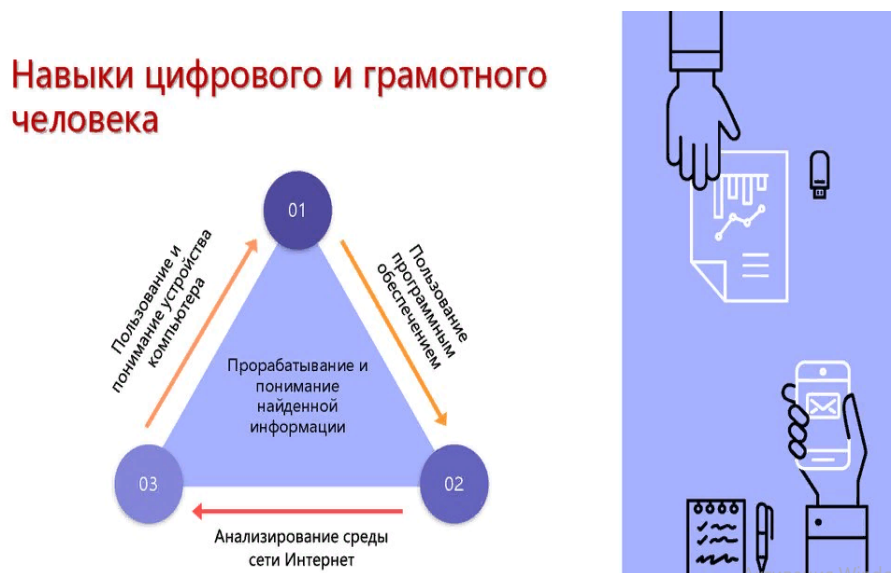 Навыки цифрового и грамотного
человека
01
Пользование и
понимание устройства
компьютера
Пользование
программным
обеспечением
Прорабатывание и
понимание
найденной
информации
03
02
Анализирование среды
сети Интернет